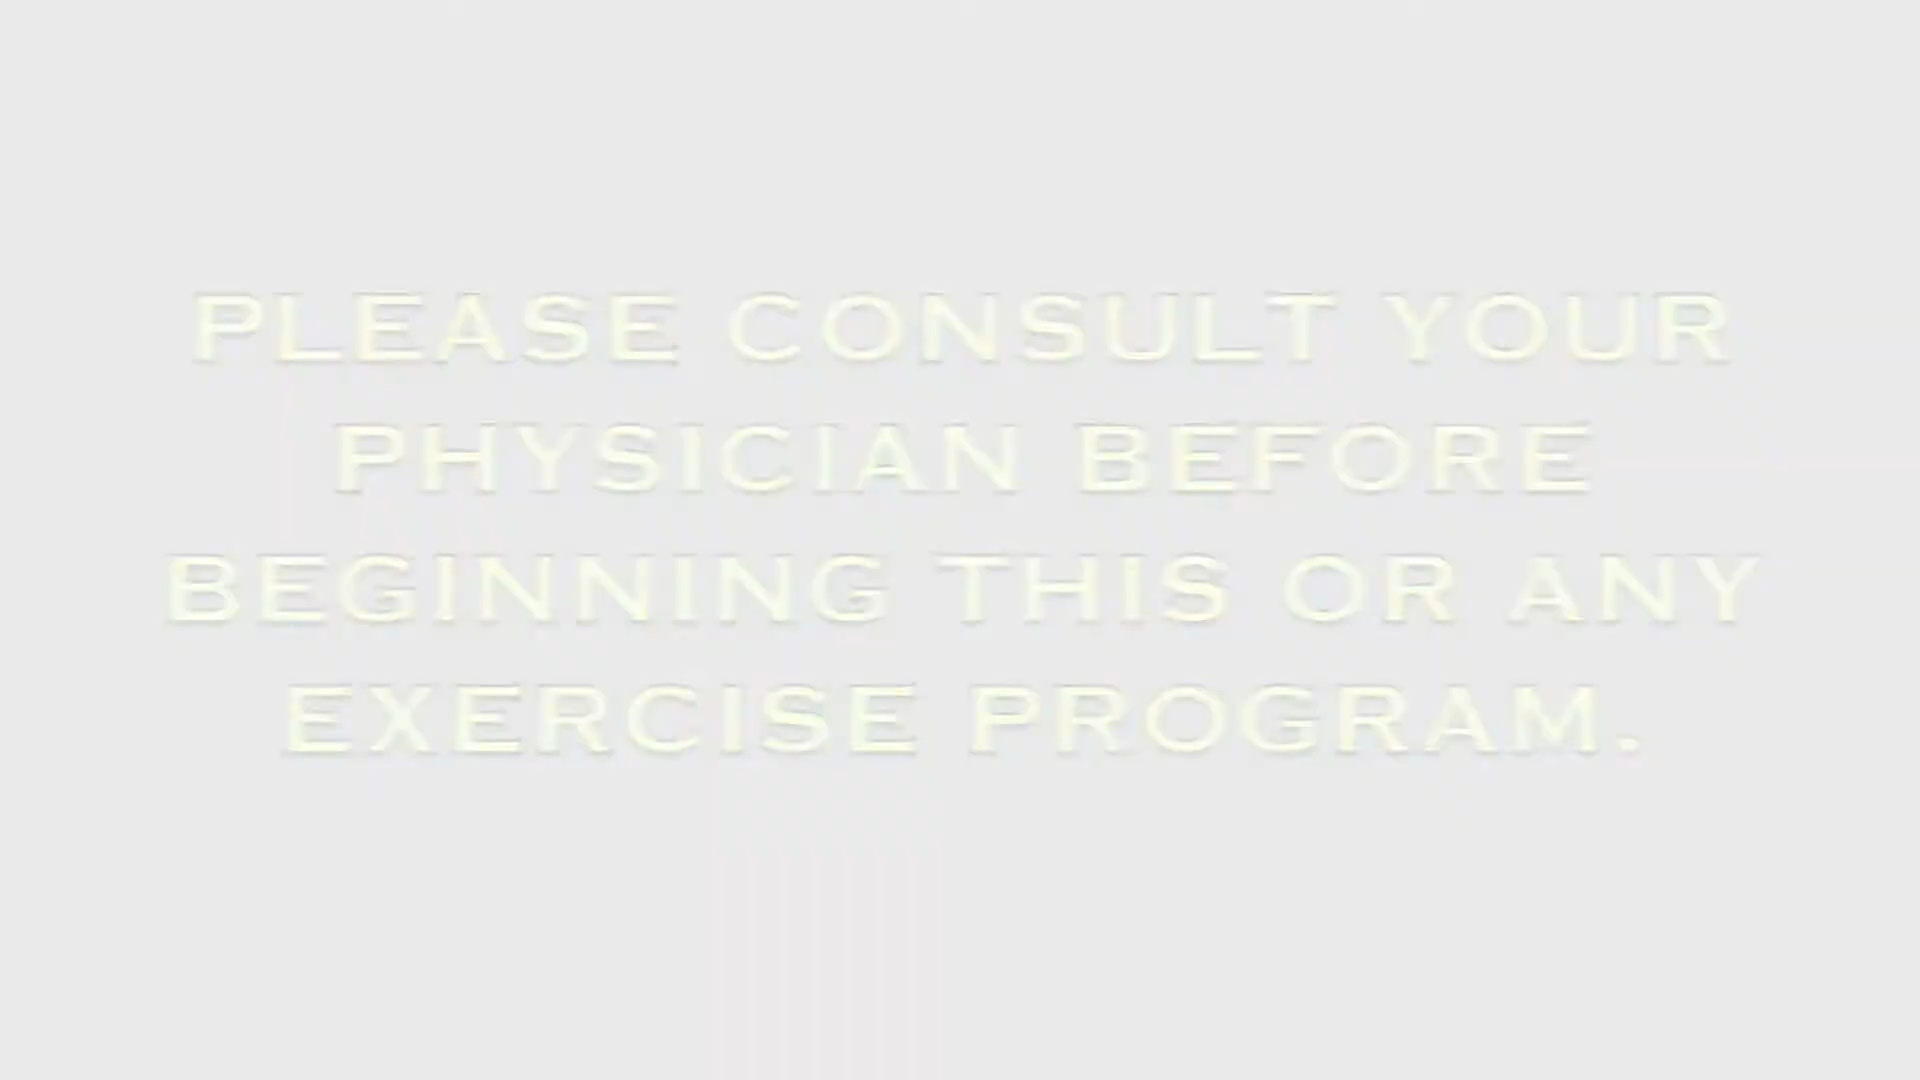 PLEASE CONSULT YOUR
PHYSICIAN BEFORE
BEGINNING THIS OR ANY
EXERCISE PROGRAM.